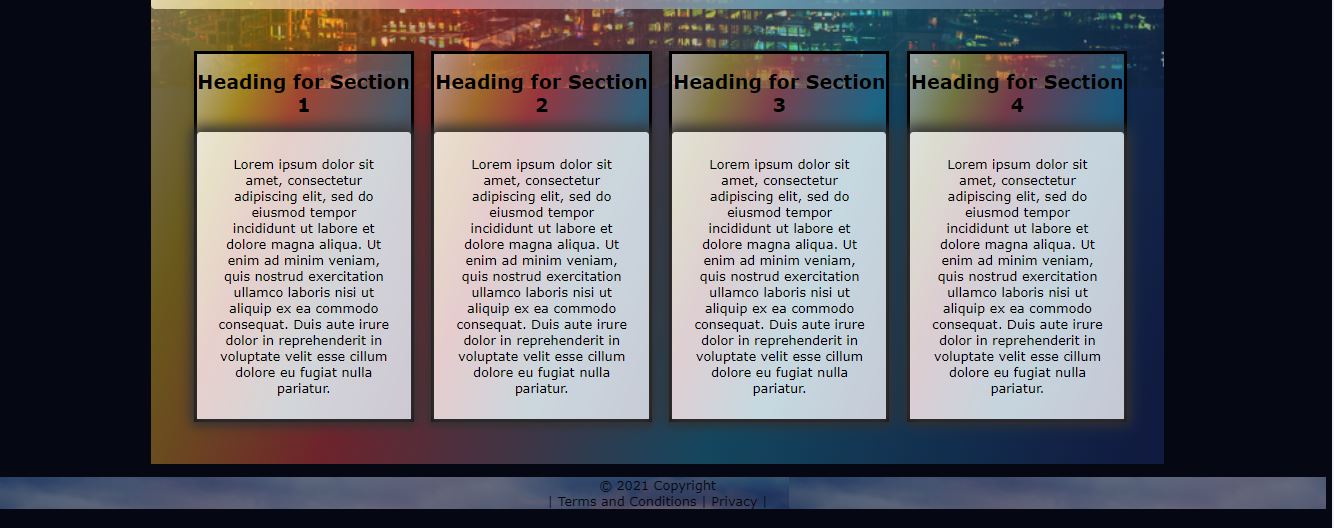 Heading for Section
1
Lorem ipsum dolor sit
amet, consectetur
adipiscing elit, sed do
eiusmod tempor
incididunt ut labore et
dolore magna aliqua. Ut
enim ad minim veniam,
quis nostrud exercitation
ullamco laboris nisi ut
aliquip ex ea commodo
consequat. Duis aute irure
dolor in reprehenderit in
voluptate velit esse cillum
dolore eu fugiat nulla
pariatur.
Heading for Section
2
Lorem ipsum dolor sit
amet, consectetur
adipiscing elit, sed do
eiusmod tempor
incididunt ut labore et
dolore magna aliqua. Ut
enim ad minim veniam,
quis nostrud exercitation
ullamco laboris nisi ut
aliquip ex ea commodo
consequat. Duis aute irure
dolor in reprehenderit in
voluptate velit esse cillum
dolore eu fugiat nulla
pariatur.
Heading for Section
3
Lorem ipsum dolor sit
amet, consectetur
adipiscing elit, sed do
eiusmod tempor
incididunt ut labore et
dolore magna aliqua. Ut
enim ad minim veniam,
quis nostrud exercitation
ullamco laboris nisi ut
aliquip ex ea commodo
consequat. Duis aute irure
dolor in reprehenderit in
voluptate velit esse cillum
dolore eu fugiat nulla
pariatur.
Heading for Section
4
Lorem ipsum dolor sit
amet, consectetur
adipiscing elit, sed do
eiusmod tempor
incididunt ut labore et
dolore magna aliqua. Ut
enim ad minim veniam,
quis nostrud exercitation
ullamco laboris nisi ut
aliquip ex ea commodo
consequat. Duis aute irure
dolor in reprehenderit in
voluptate velit esse cillum
dolore eu fugiat nulla
pariatur.
© 2021 Copyright
| Terms and Conditions | Privacy |